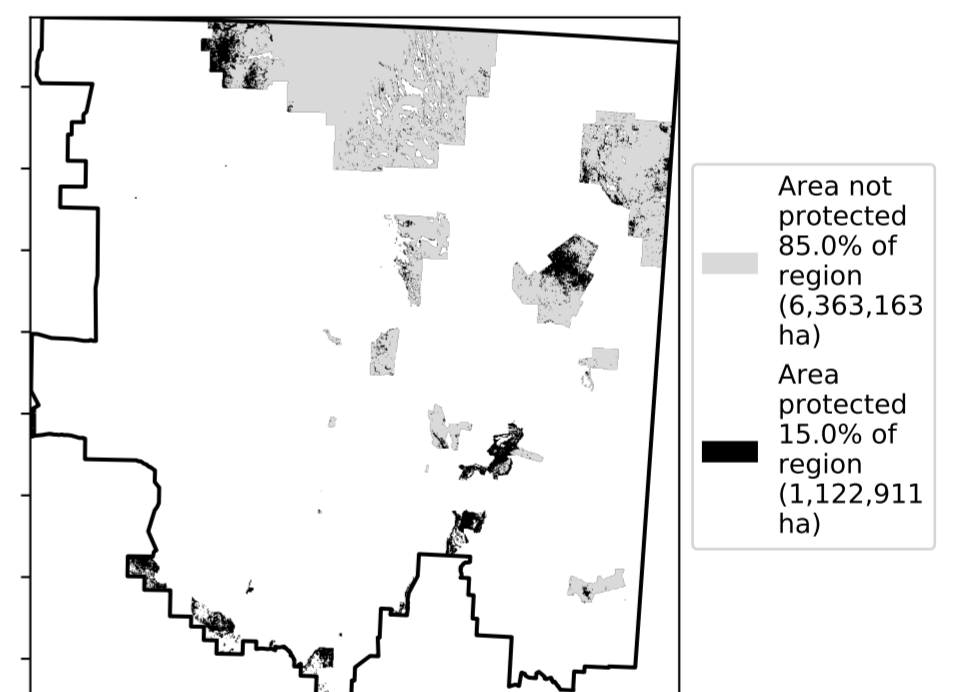 Area not
protected
85.0% of
region
(6,363,163
ha)
Area
protected
15.0% of
region
(1,122,911
ha)